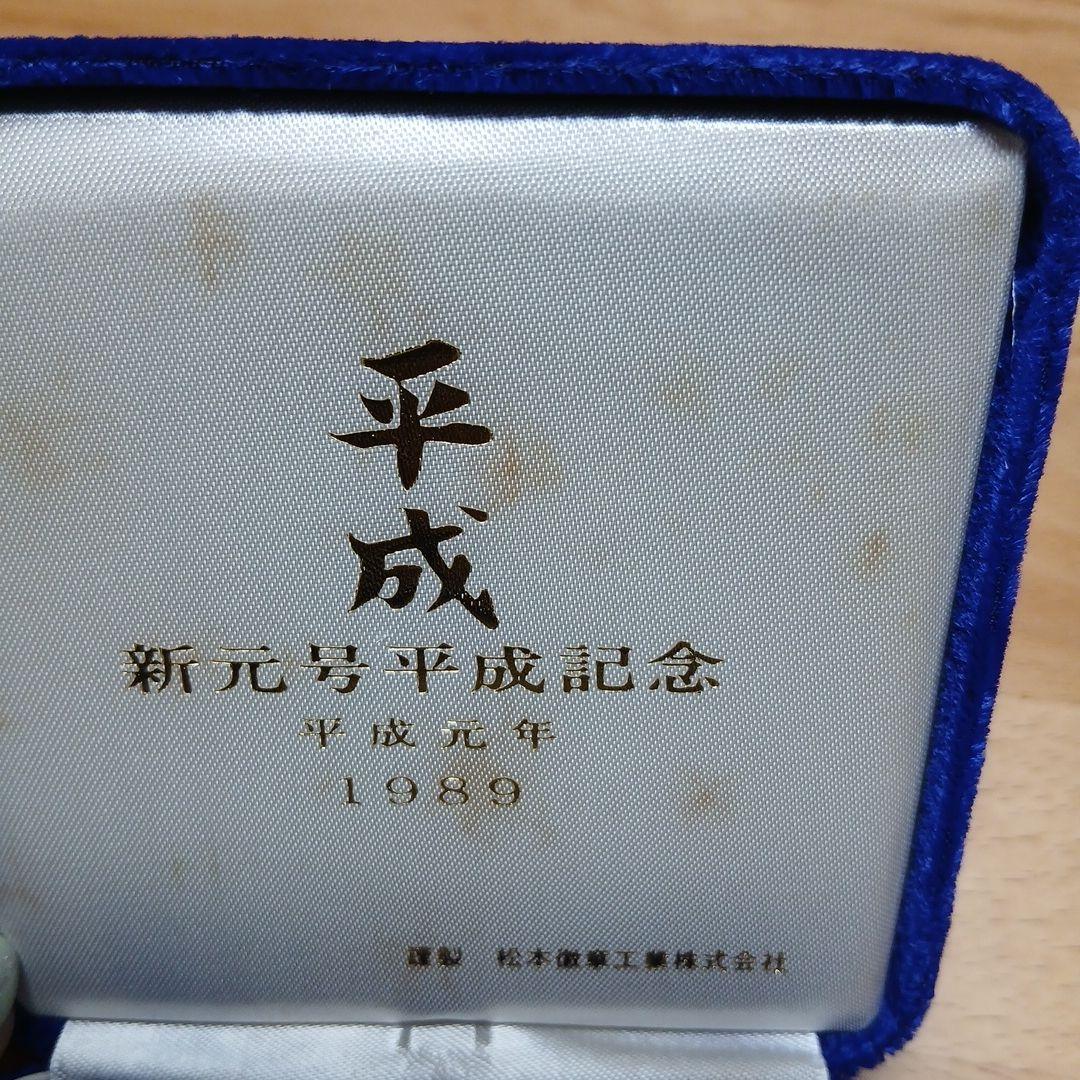 平成
新元号平成記念
平成元年
1989
謹製 松本徽章工業株式会社